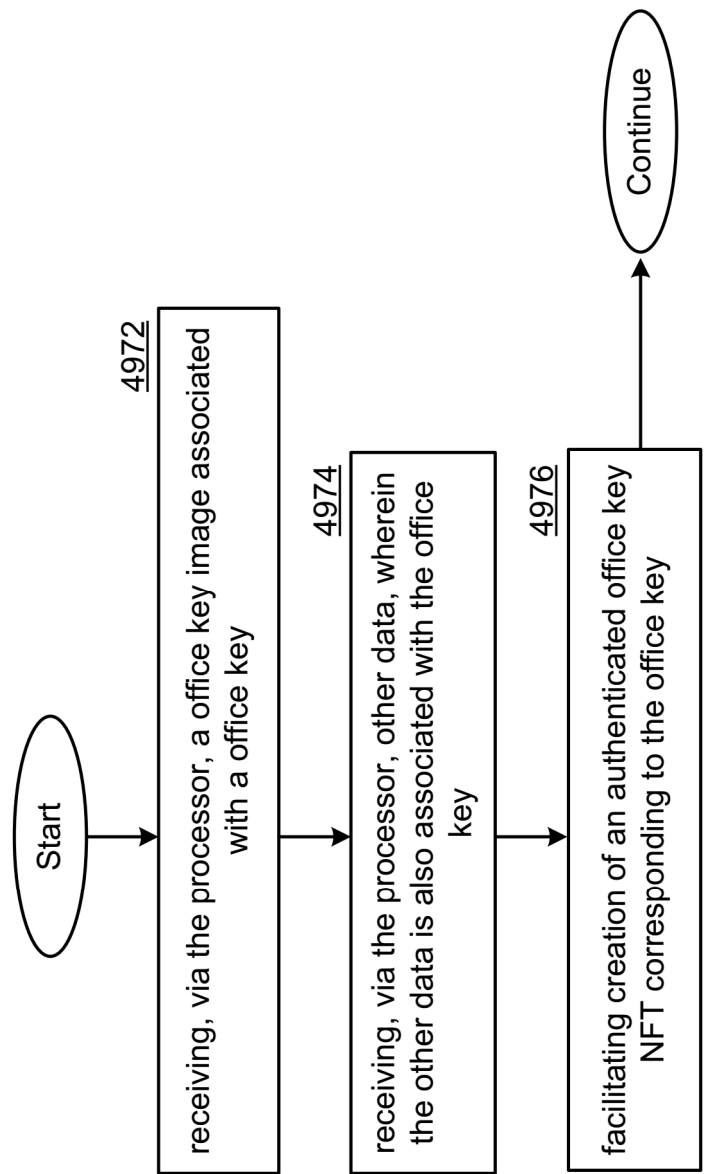 Start
4972
receiving, via the processor, a office key image associated
with a office key
4974
receiving, via the processor, other data, wherein
the other data is also associated with the office
key
4976
facilitating creation of an authenticated office key
NFT corresponding to the office key
Continue